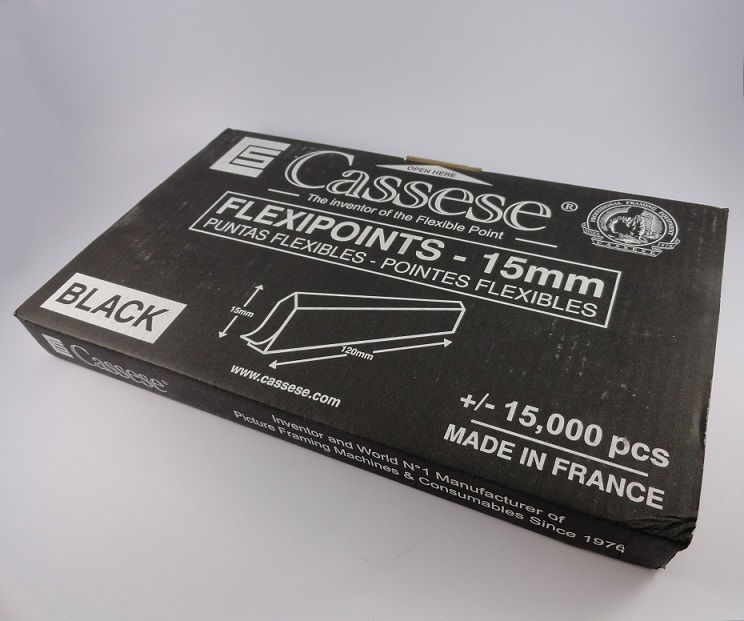 OPEN HERE
Cassese®
The inventor of the Flexible Point
FLEXIPOINTS - 15mm
PUNTAS FLEXIBLES - POINTES FLEXIBLES
BLACK
15mm
120mm
www.cassese.com
+/- 15,000 pcs
MADE IN FRANCE
Cassese®
Inventor and World N°1 Manufacturer of
Picture Framing Machines & Consumables Since 1976